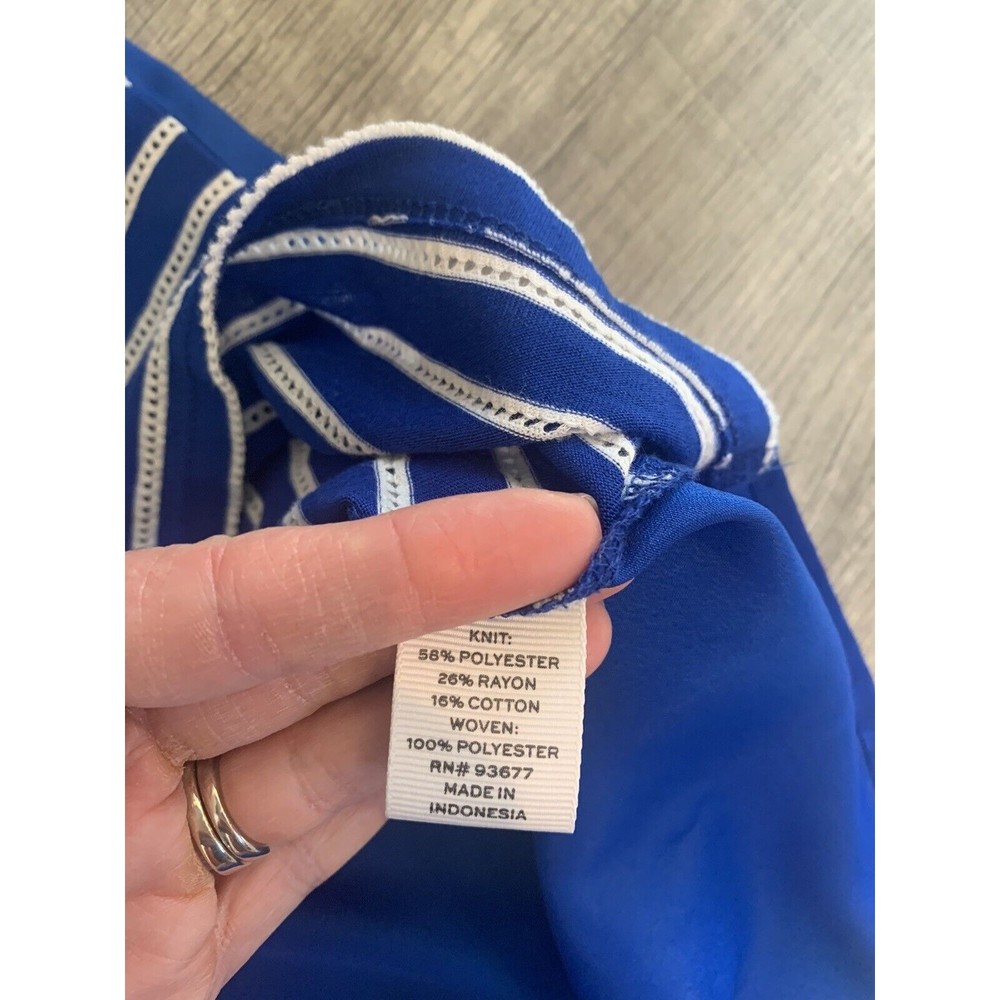 KNIT:
58% POLYESTER
26% RAYON
16% COTTON
WOVEN:
100% POLYESTER
RN# 93677
MADE IN
INDONESIA